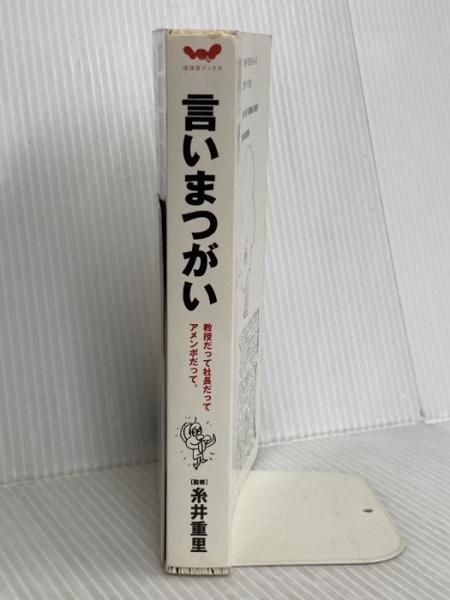 ほぼ日ブックス
言いまつがい
教授だって社長だって
アメンボだって。
[監修]
糸井重里